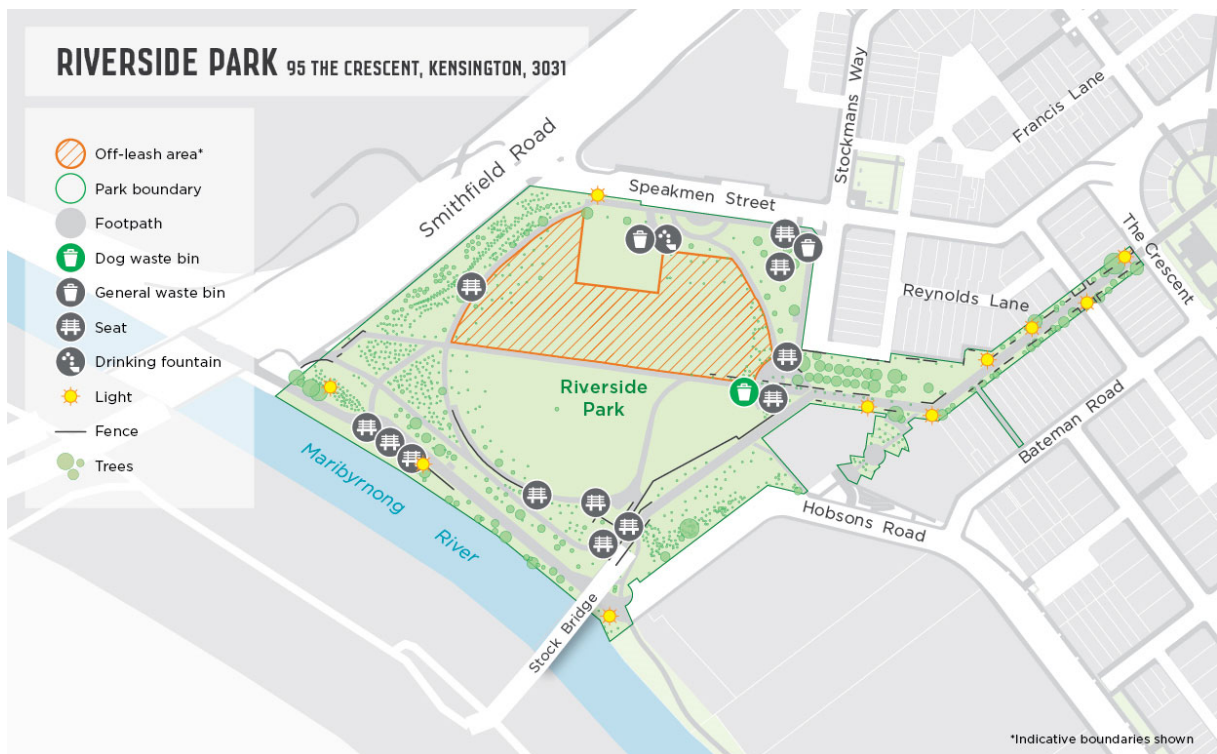 RIVERSIDE PARK 95 THE CRESCENT, KENSINGTON, 3031
Off-leash area*
Park boundary
Footpath
Dog waste bin
General waste bin
Seat
Drinking fountain
Light
Fence
Trees
Smithfield Road
Speakmen Street
Stockmans Way
Francis Lane
The Crescent
Reynolds Lane
Riverside
Park
Bateman Road
Hobsons Road
Maribyrnong
River
Stock Bridge
*Indicative boundaries shown